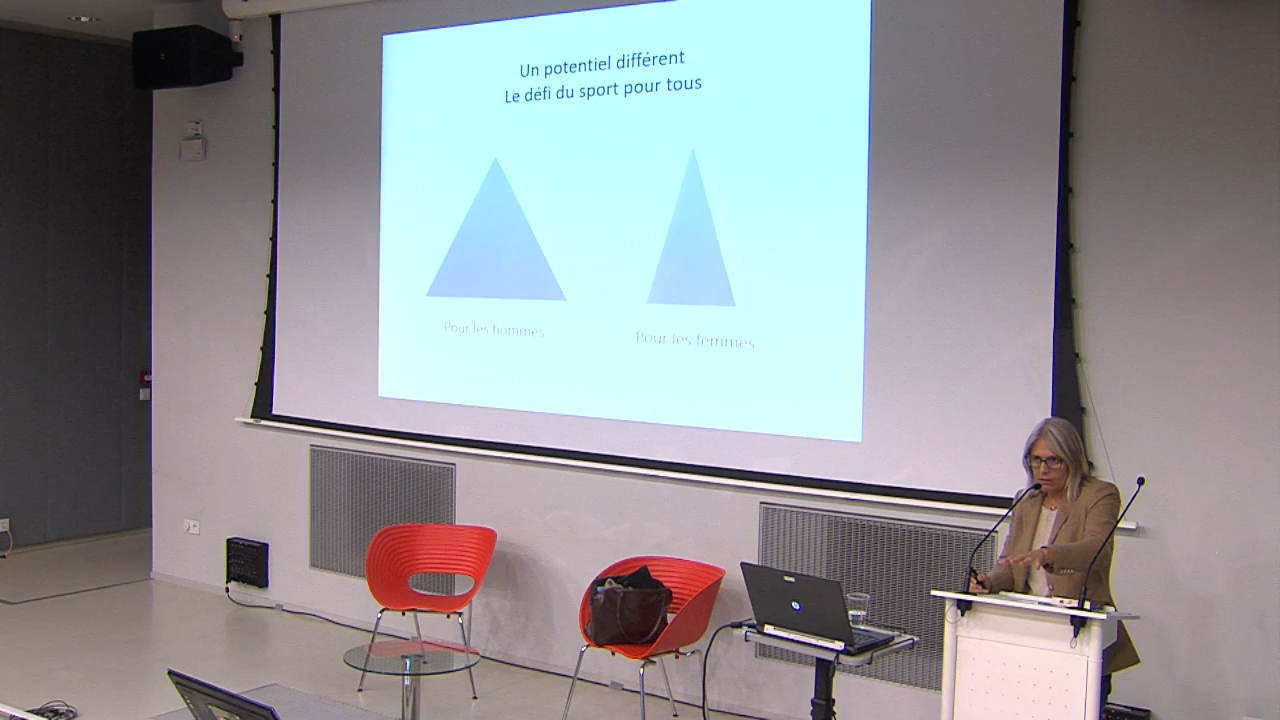 Un potentiel différent
Le défi du sport pour tous
Pour les hommes
Pour les femmes